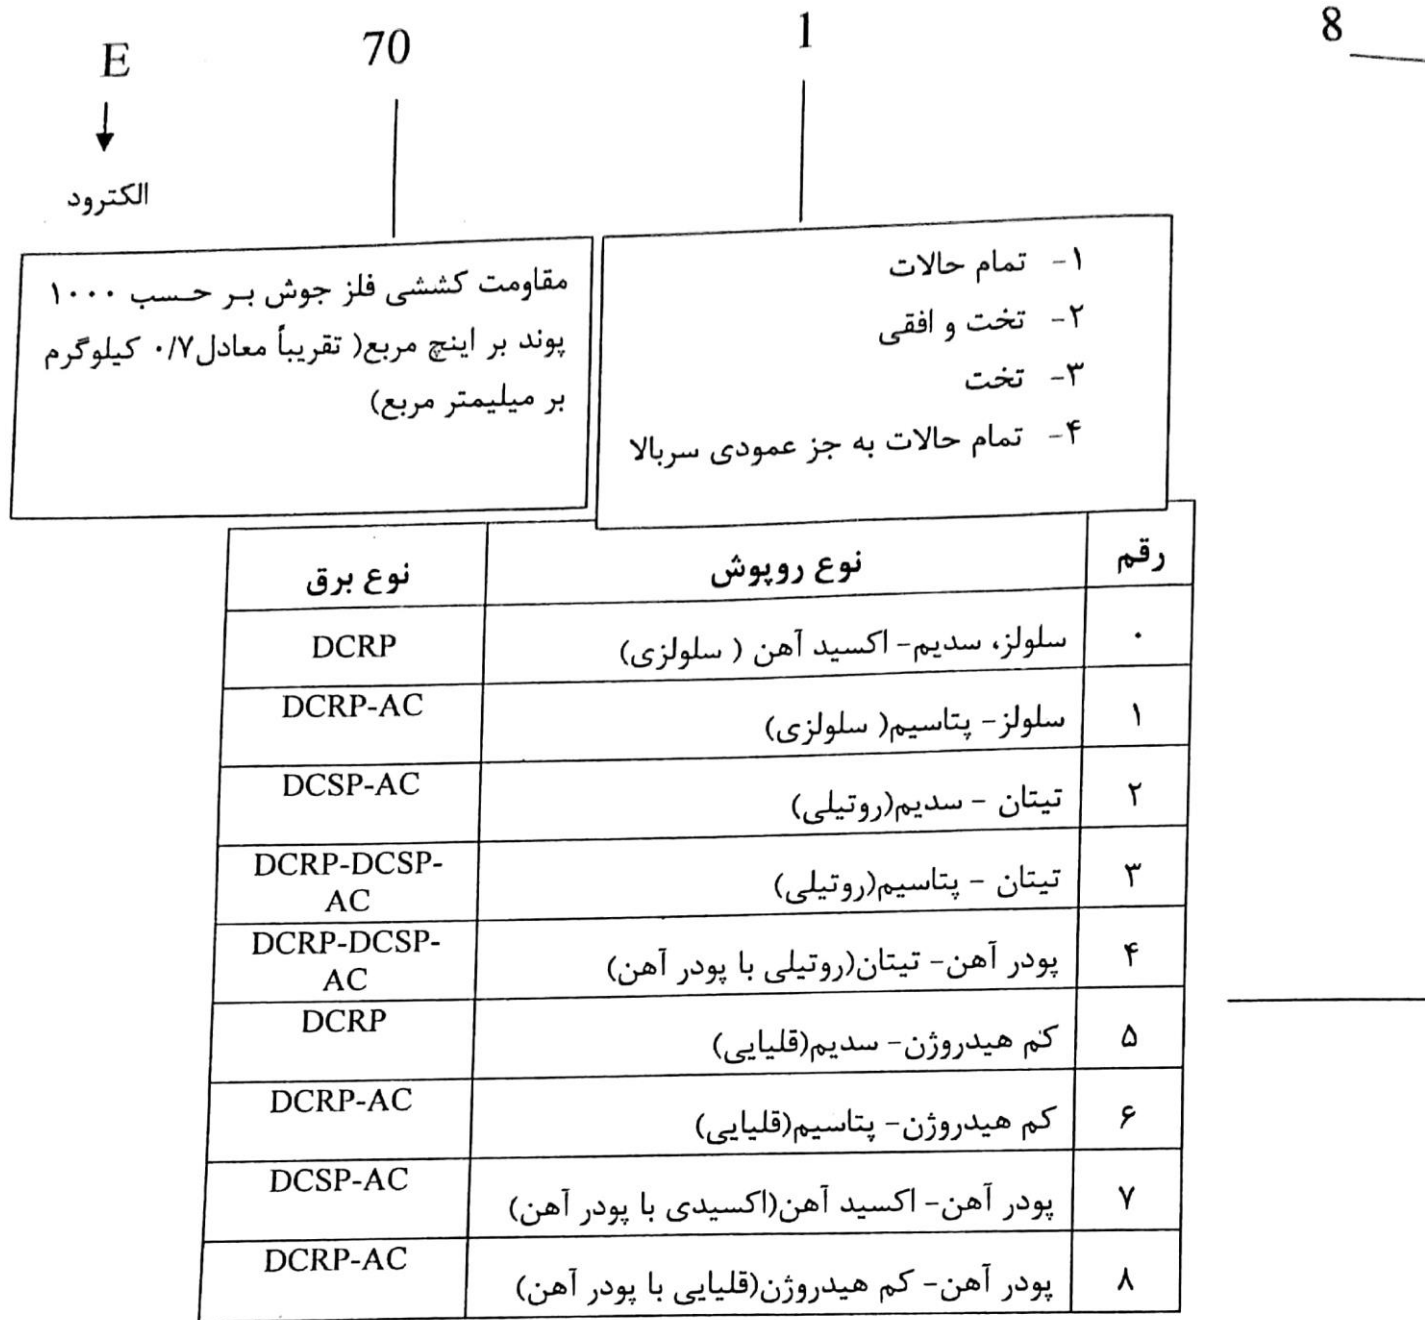 E 70 1 8
الکترود
مقاومت کششی فلز جوش بر حسب ۱۰۰۰
پوند بر اینچ مربع( تقریباً معادل۰/۷ کیلوگرم
بر میلیمتر مربع)
۱- تمام حالات
۲- تخت و افقی
۳- تخت
۴- تمام حالات به جز عمودی سربالا
رقم نوع روپوش نوع برق
۰ سلولز، سدیم- اکسید آهن ( سلولزی) DCRP
۱ سلولز- پتاسیم( سلولزی) DCRP-AC
۲ تیتان - سدیم(روتیلی) DCSP-AC
۳ تیتان - پتاسیم(روتیلی) DCRP-DCSP-
AC
۴ پودر آهن- تیتان(روتیلی با پودر آهن) DCRP-DCSP-
AC
۵ کم هیدروژن- سدیم(قلیایی) DCRP
۶ کم هیدروژن- پتاسیم(قلیایی) DCRP-AC
۷ پودر آهن- اکسید آهن(اکسیدی با پودر آهن) DCSP-AC
۸ پودر آهن- کم هیدروژن(قلیایی با پودر آهن) DCRP-AC